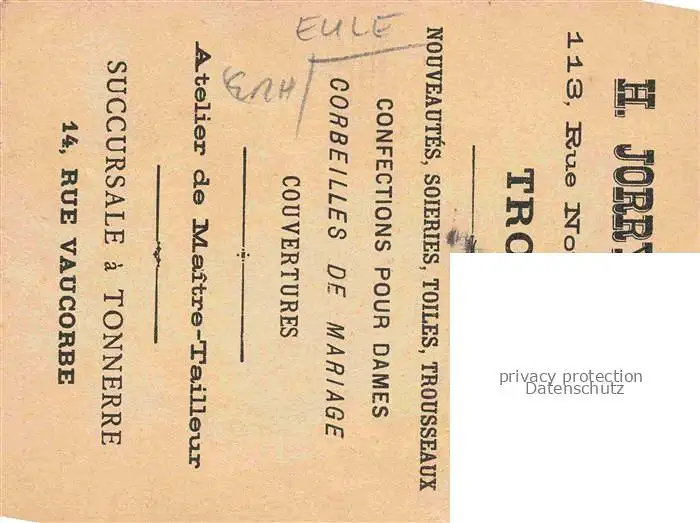 H. JORRY
113, Rue No
TRO
NOUVEAUTÉS, SOIERIES, TOILES, TROUSSEAUX
CONFECTIONS POUR DAMES
CORBEILLES DE MARIAGE
COUVERTURES
Atelier de Maître-Tailleur
SUCCURSALE à TONNERRE
14, RUE VAUCORBE
EULE
privacy protection
Datenschutz